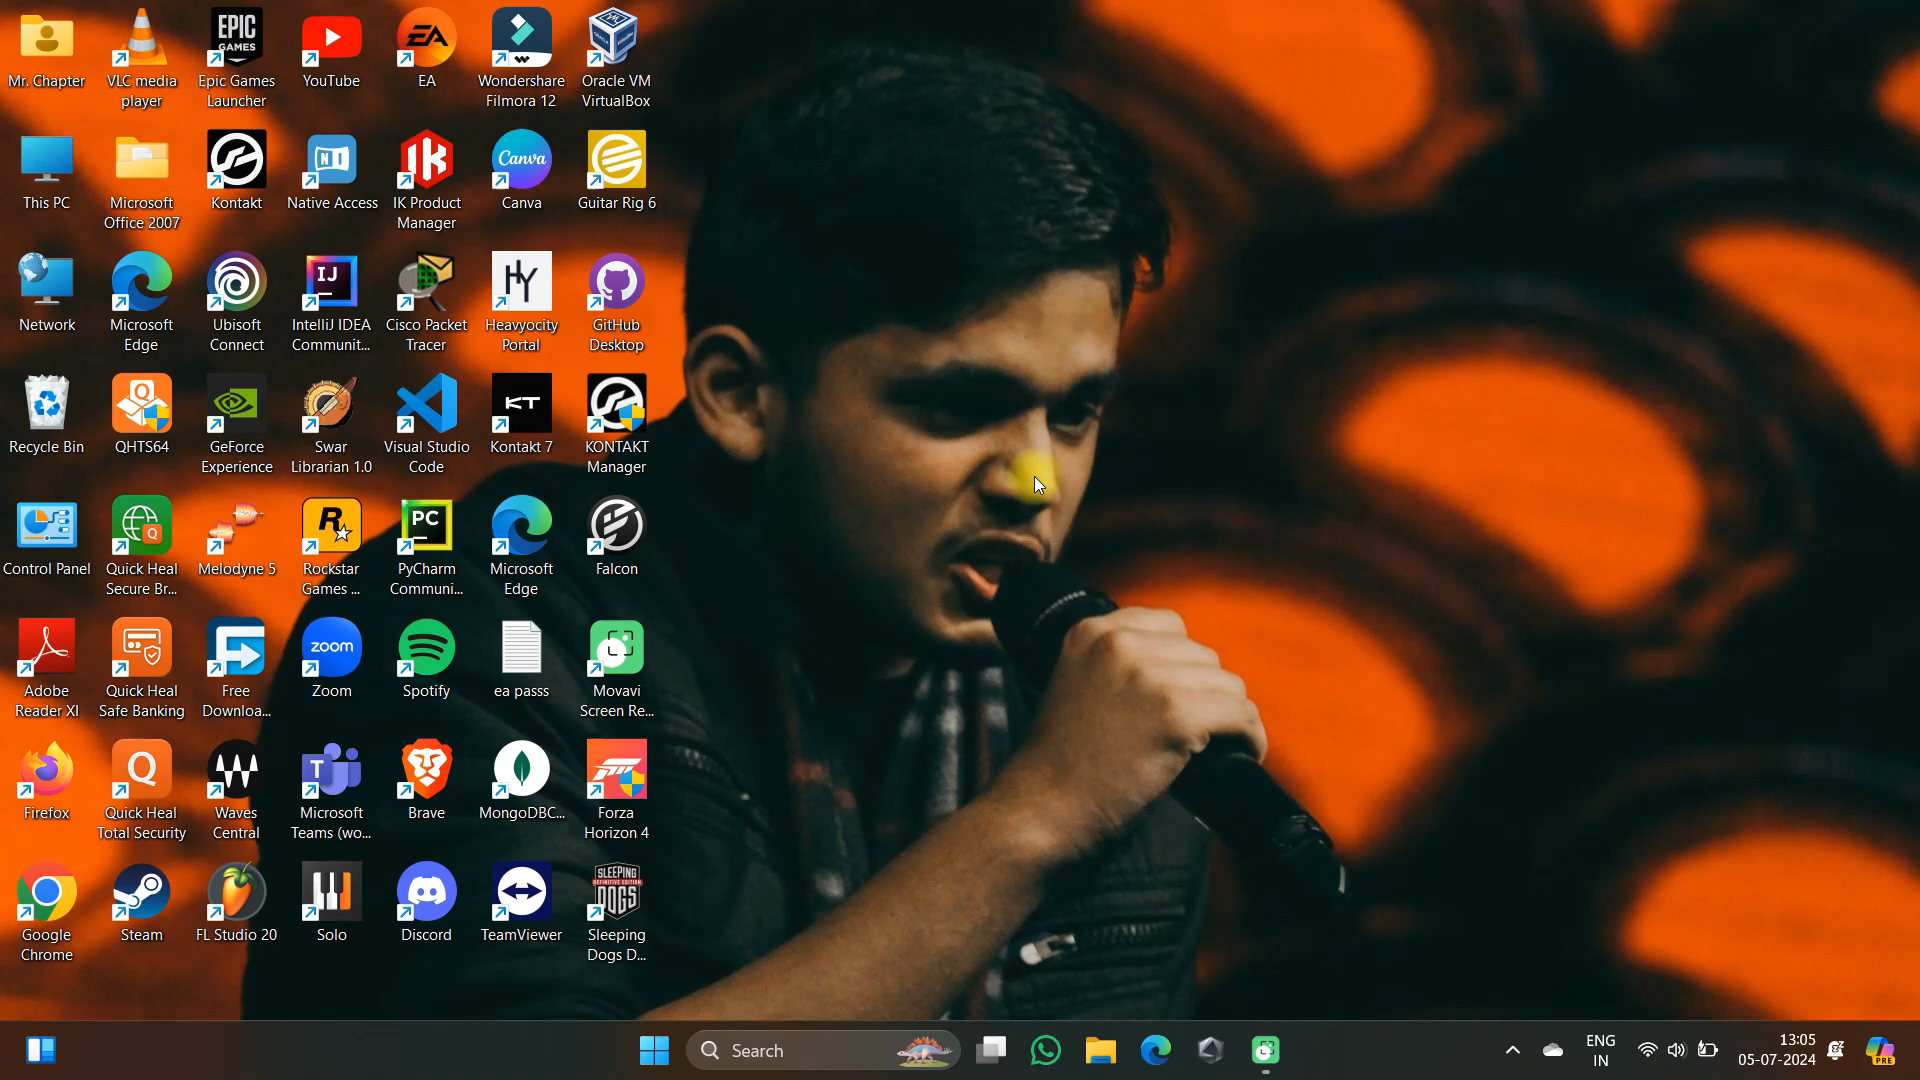 Mr. Chapter
VLC media
player
Epic Games
Launcher
YouTube
EA
Wondershare
Filmora 12
Oracle VM
VirtualBox
This PC
Microsoft
Office 2007
Kontakt
Native Access
IK Product
Manager
Canva
Guitar Rig 6
Network
Microsoft
Edge
Ubisoft
Connect
IntelliJ IDEA
Communit...
Cisco Packet
Tracer
Heavyocity
Portal
GitHub
Desktop
Recycle Bin
QHTS64
GeForce
Experience
Swar
Librarian 1.0
Visual Studio
Code
Kontakt 7
KONTAKT
Manager
Control Panel
Quick Heal
Secure Br...
Melodyne 5
Rockstar
Games ...
PyCharm
Communi...
Microsoft
Edge
Falcon
Adobe
Reader XI
Quick Heal
Safe Banking
Free
Downloa...
Zoom
Spotify
ea passs
Movavi
Screen Re...
Firefox
Quick Heal
Total Security
Waves
Central
Microsoft
Teams (wo...
Brave
MongoDBC...
Forza
Horizon 4
Google
Chrome
Steam
FL Studio 20
Solo
Discord
TeamViewer
Sleeping
Dogs D...
EPIC
GAMES
EA
Canva
NI
IK
IJ
HY
KT
Q
R
PC
zoom
T
SLEEPING
DEFINITIVE EDITION
DOGS
Search
ENG
IN
13:05
05-07-2024
PRE